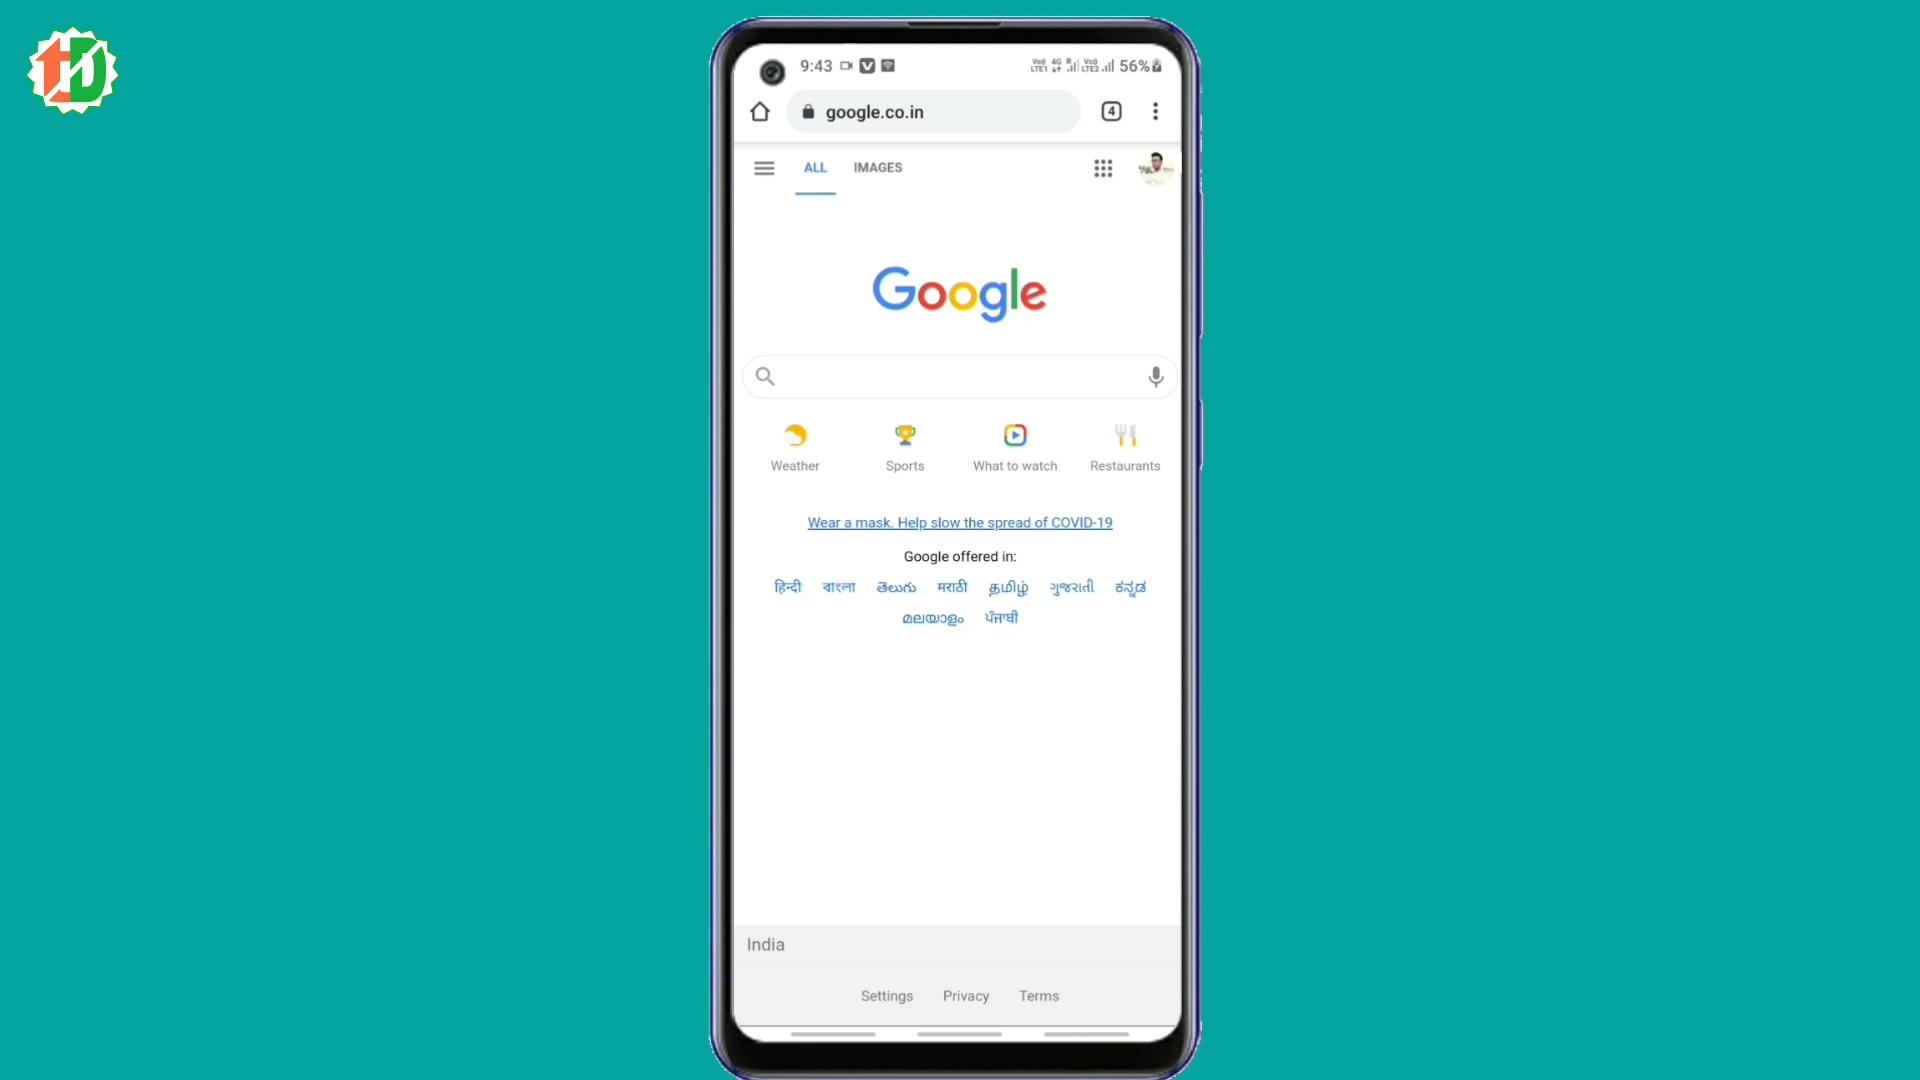 9:43 56%
google.co.in 4
ALL IMAGES
Google
Weather Sports What to watch Restaurants
Wear a mask. Help slow the spread of COVID-19
Google offered in:
हिन्दी বাংলা తెలుగు मराठी தமிழ் ગુજરાતી ಕನ್ನಡ
മലയാളം ਪੰਜਾਬੀ
India
Settings Privacy Terms